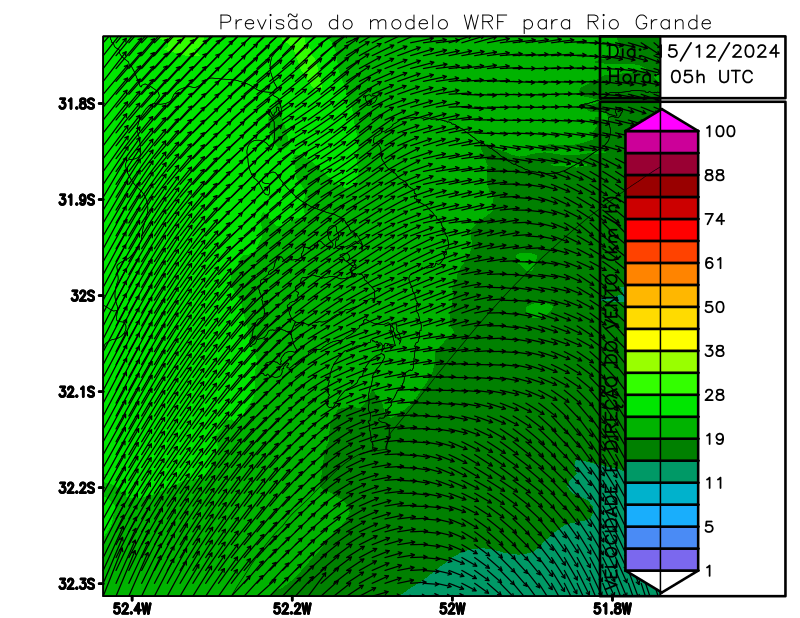 Previsão do modelo WRF para Rio Grande
Dia: 15/12/2024
Hora: 05h UTC
31.8S
31.9S
32S
32.1S
32.2S
32.3S
52.4W
52.2W
52W
51.8W
VELOCIDADE E DIREÇÃO DO VENTO (km/h)
100
88
74
61
50
38
28
19
11
5
1